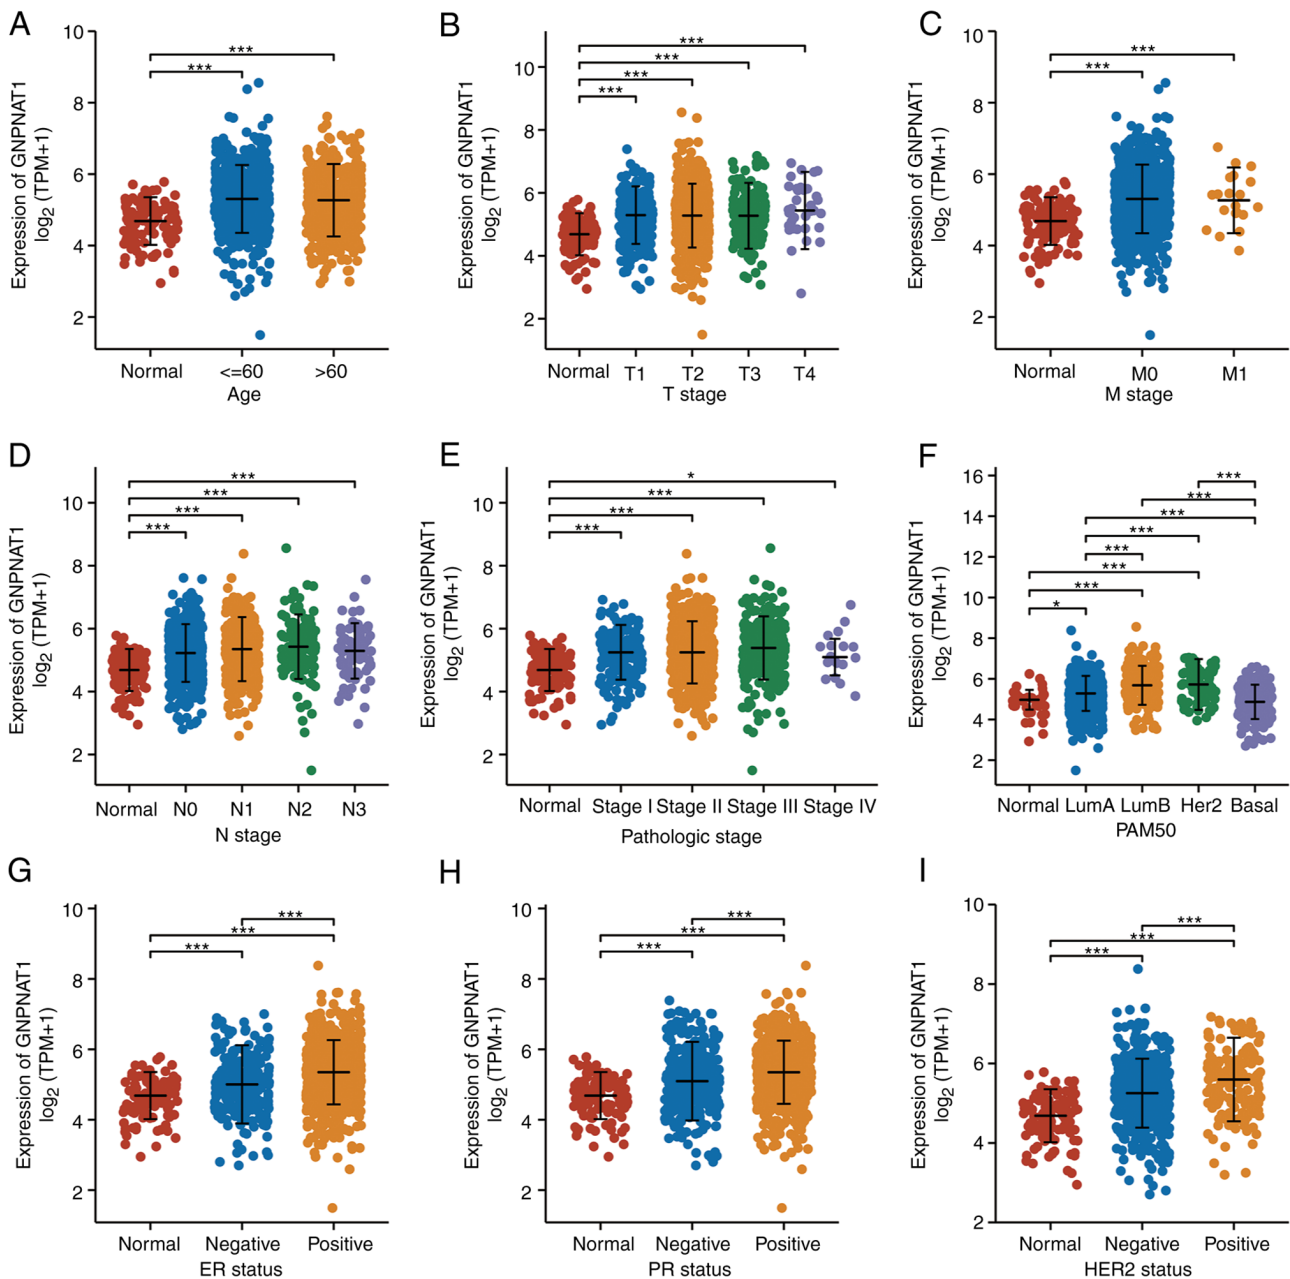 A
Expression of GNPNAT1
log2 (TPM+1)
10
8
6
4
2
***
***
Normal <=60 >60
Age
B
Expression of GNPNAT1
log2 (TPM+1)
10
8
6
4
2
***
***
***
***
Normal T1 T2 T3 T4
T stage
C
Expression of GNPNAT1
log2 (TPM+1)
10
8
6
4
2
***
***
Normal M0 M1
M stage
D
Expression of GNPNAT1
log2 (TPM+1)
10
8
6
4
2
***
***
***
***
Normal N0 N1 N2 N3
N stage
E
Expression of GNPNAT1
log2 (TPM+1)
10
8
6
4
2
*
***
***
***
Normal Stage I Stage II Stage III Stage IV
Pathologic stage
F
Expression of GNPNAT1
log2 (TPM+1)
16
14
12
10
8
6
4
2
***
***
***
***
***
***
***
*
Normal LumA LumB Her2 Basal
PAM50
G
Expression of GNPNAT1
log2 (TPM+1)
10
8
6
4
2
***
***
***
Normal Negative Positive
ER status
H
Expression of GNPNAT1
log2 (TPM+1)
10
8
6
4
2
***
***
***
Normal Negative Positive
PR status
I
Expression of GNPNAT1
log2 (TPM+1)
10
8
6
4
2
***
***
***
Normal Negative Positive
HER2 status